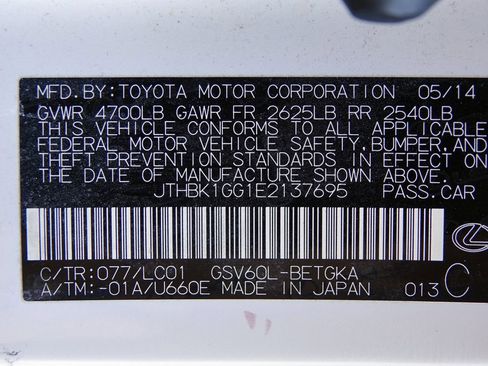 MFD. BY: TOYOTA MOTOR CORPORATION 05/14
GVWR 4700LB GAWR FR 2625LB RR 2540LB
THIS VEHICLE CONFORMS TO ALL APPLICABLE
FEDERAL MOTOR VEHICLE SAFETY, BUMPER, AND
THEFT PREVENTION STANDARDS IN EFFECT ON
THE DATE OF MANUFACTURE SHOWN ABOVE.
JTHBK1GG1E2137695 PASS. CAR
C/TR: 077/LC01 GSV60L-BETGKA
A/TM: -01A/U660E MADE IN JAPAN 013 C